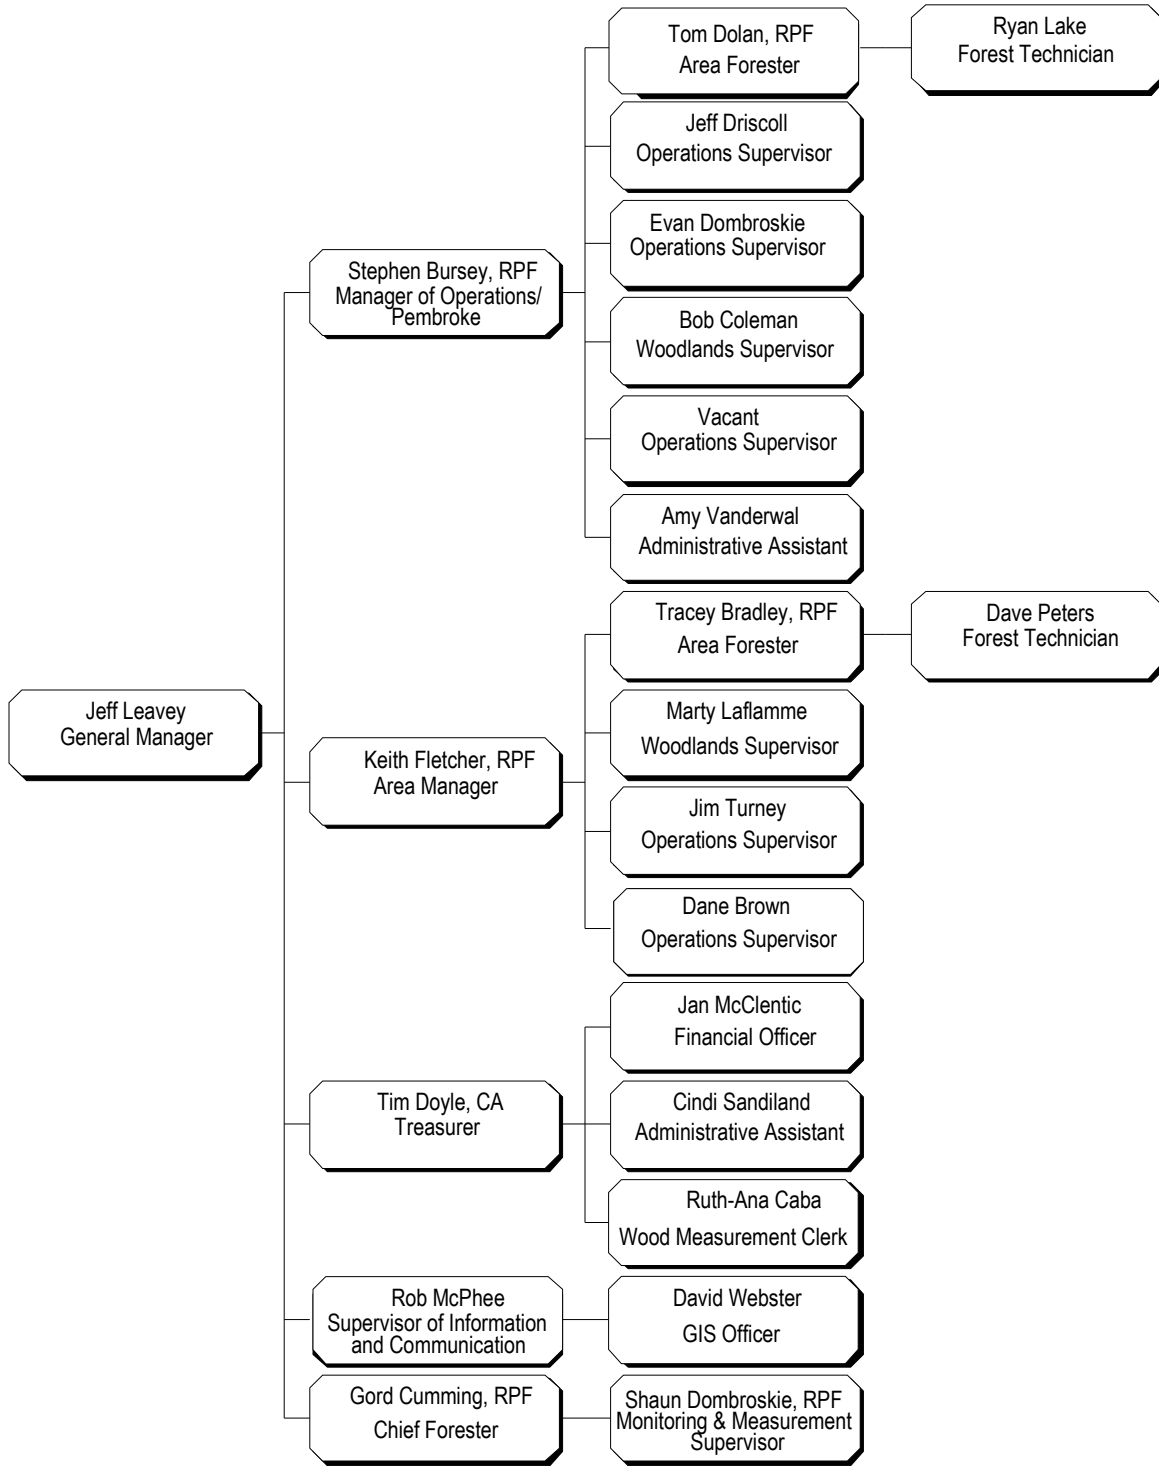 Tom Dolan, RPF
Area Forester
Ryan Lake
Forest Technician
Jeff Driscoll
Operations Supervisor
Evan Dombroskie
Operations Supervisor
Stephen Bursey, RPF
Manager of Operations/
Pembroke
Bob Coleman
Woodlands Supervisor
Vacant
Operations Supervisor
Amy Vanderwal
Administrative Assistant
Tracey Bradley, RPF
Area Forester
Dave Peters
Forest Technician
Jeff Leavey
General Manager
Marty Laflamme
Woodlands Supervisor
Keith Fletcher, RPF
Area Manager
Jim Turney
Operations Supervisor
Dane Brown
Operations Supervisor
Jan McClentic
Financial Officer
Tim Doyle, CA
Treasurer
Cindi Sandiland
Administrative Assistant
Ruth-Ana Caba
Wood Measurement Clerk
Rob McPhee
Supervisor of Information
and Communication
David Webster
GIS Officer
Gord Cumming, RPF
Chief Forester
Shaun Dombroskie, RPF
Monitoring & Measurement
Supervisor